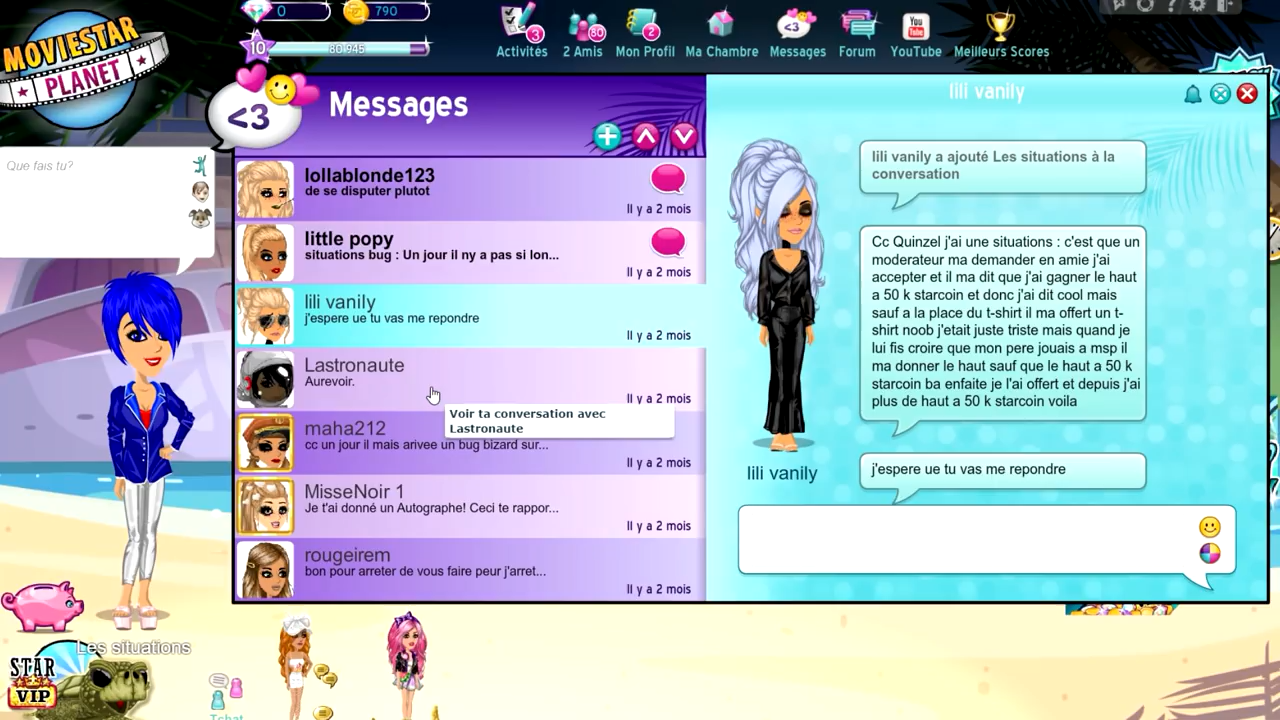 MOVIESTAR
PLANET
0
790
10
80 945
3
80
2
<3
You
Tube
Activités
2 Amis
Mon Profil
Ma Chambre
Messages
Forum
YouTube
Meilleurs Scores
Que fais tu?
<3
Messages
lollablonde123
de se disputer plutot
Il y a 2 mois
little popy
situations bug : Un jour il ny a pas si lon...
Il y a 2 mois
lili vanily
j'espere ue tu vas me repondre
Il y a 2 mois
Lastronaute
Aurevoir.
Il y a 2 mois
Voir ta conversation avec
Lastronaute
maha212
cc un jour il mais arivee un bug bizard sur...
Il y a 2 mois
MisseNoir 1
Je t'ai donné un Autographe! Ceci te rappor...
Il y a 2 mois
rougeirem
bon pour arreter de vous faire peur j'arret...
Il y a 2 mois
lili vanily
lili vanily a ajouté Les situations à la
conversation
Cc Quinzel j'ai une situations : c'est que un
moderateur ma demander en amie j'ai
accepter et il ma dit que j'ai gagner le haut
a 50 k starcoin et donc j'ai dit cool mais
sauf a la place du t-shirt il ma offert un t-
shirt noob j'etait juste triste mais quand je
lui fis croire que mon pere jouais a msp il
ma donner le haut sauf que le haut a 50 k
starcoin ba enfaite je l'ai offert et depuis j'ai
plus de haut a 50 k starcoin voila
j'espere ue tu vas me repondre
lili vanily
Les situations
STAR
VIP
Tchat